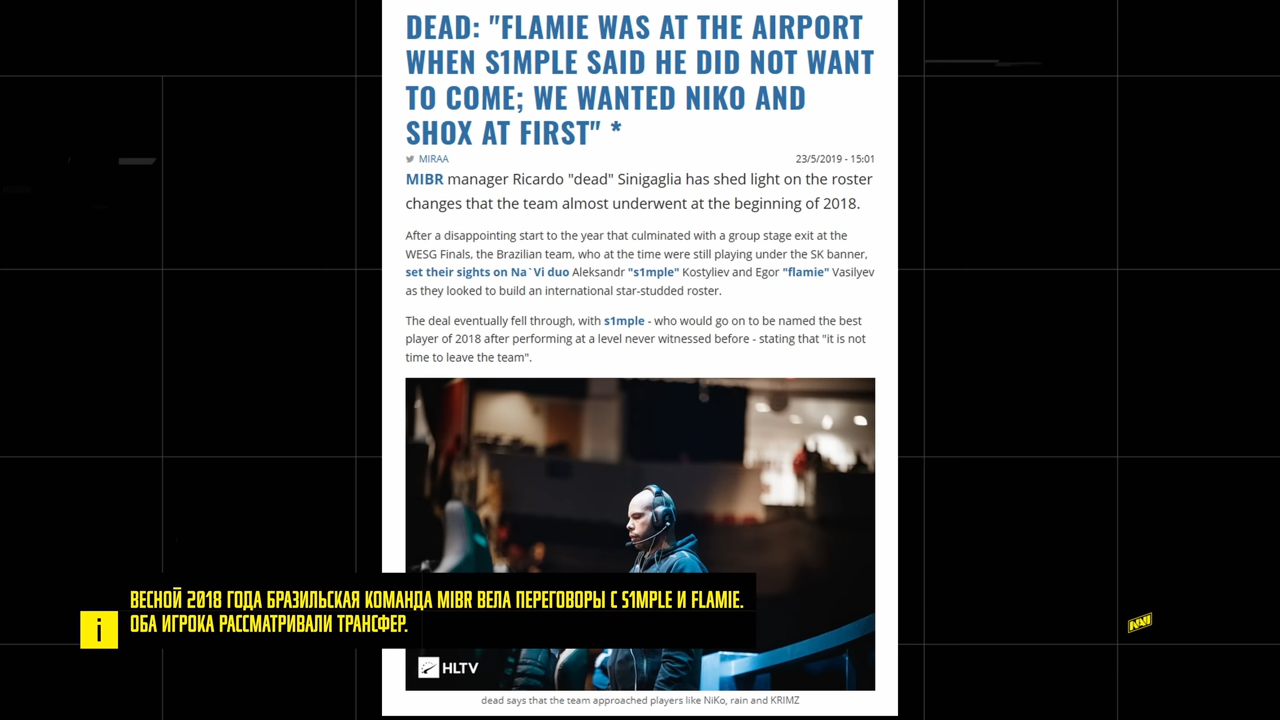 DEAD: "FLAMIE WAS AT THE AIRPORT
WHEN S1MPLE SAID HE DID NOT WANT
TO COME; WE WANTED NIKO AND
SHOX AT FIRST" *
MIRAA
23/5/2019 - 15:01
MIBR manager Ricardo "dead" Sinigaglia has shed light on the roster
changes that the team almost underwent at the beginning of 2018.
After a disappointing start to the year that culminated with a group stage exit at the
WESG Finals, the Brazilian team, who at the time were still playing under the SK banner,
set their sights on Na`Vi duo Aleksandr "s1mple" Kostyliev and Egor "flamie" Vasilyev
as they looked to build an international star-studded roster.
The deal eventually fell through, with s1mple - who would go on to be named the best
player of 2018 after performing at a level never witnessed before - stating that "it is not
time to leave the team".
ВЕСНОЙ 2018 ГОДА БРАЗИЛЬСКАЯ КОМАНДА MIBR ВЕЛА ПЕРЕГОВОРЫ С S1MPLE И FLAMIE.
ОБА ИГРОКА РАССМАТРИВАЛИ ТРАНСФЕР.
i
NAVI
HLTV
dead says that the team approached players like NiKo, rain and KRIMZ